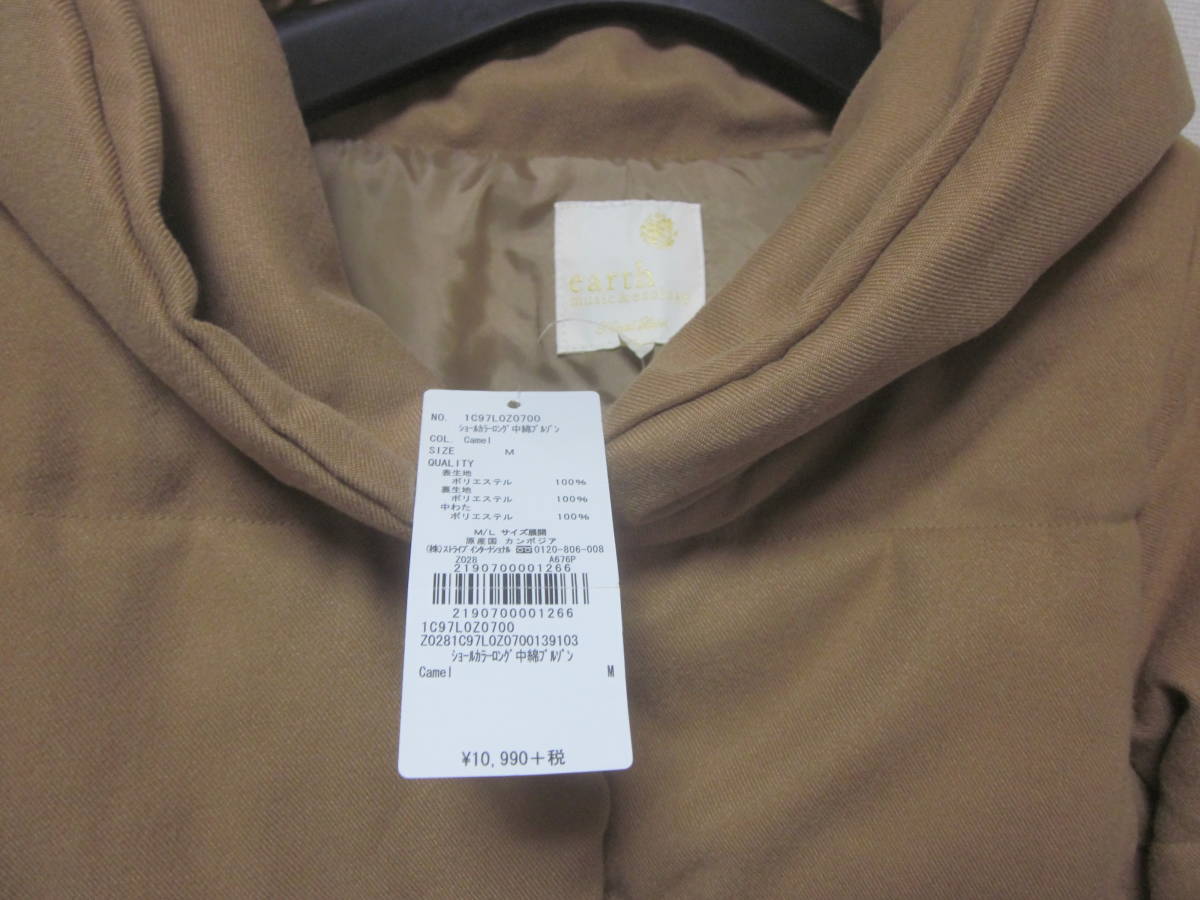 earth
music&ecology
NO. 1C97L0Z0700
ショールカラーロング中綿ブルゾン
COL. Camel
SIZE M
QUALITY
表生地
ポリエステル 100%
裏生地
ポリエステル 100%
中わた
ポリエステル 100%
M/L サイズ展開
原産国 カンボジア
(株)ストライプインターナショナル 0120-806-008
Z028 A676P
2190700001266
2190700001266
1C97L0Z0700
Z0281C97L0Z0700139103
ショールカラーロング中綿ブルゾン
Camel M
¥10,990+税